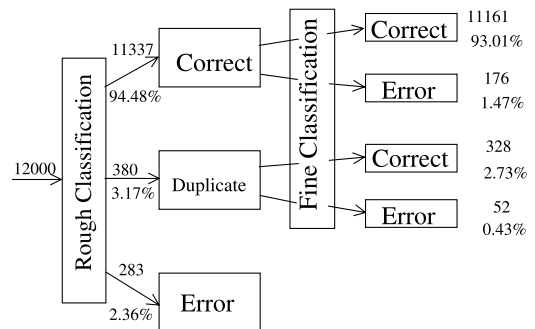 12000
Rough Classification
11337
94.48%
Correct
380
3.17%
Duplicate
283
2.36%
Error
Fine Classification
Correct
11161
93.01%
Error
176
1.47%
Correct
328
2.73%
Error
52
0.43%